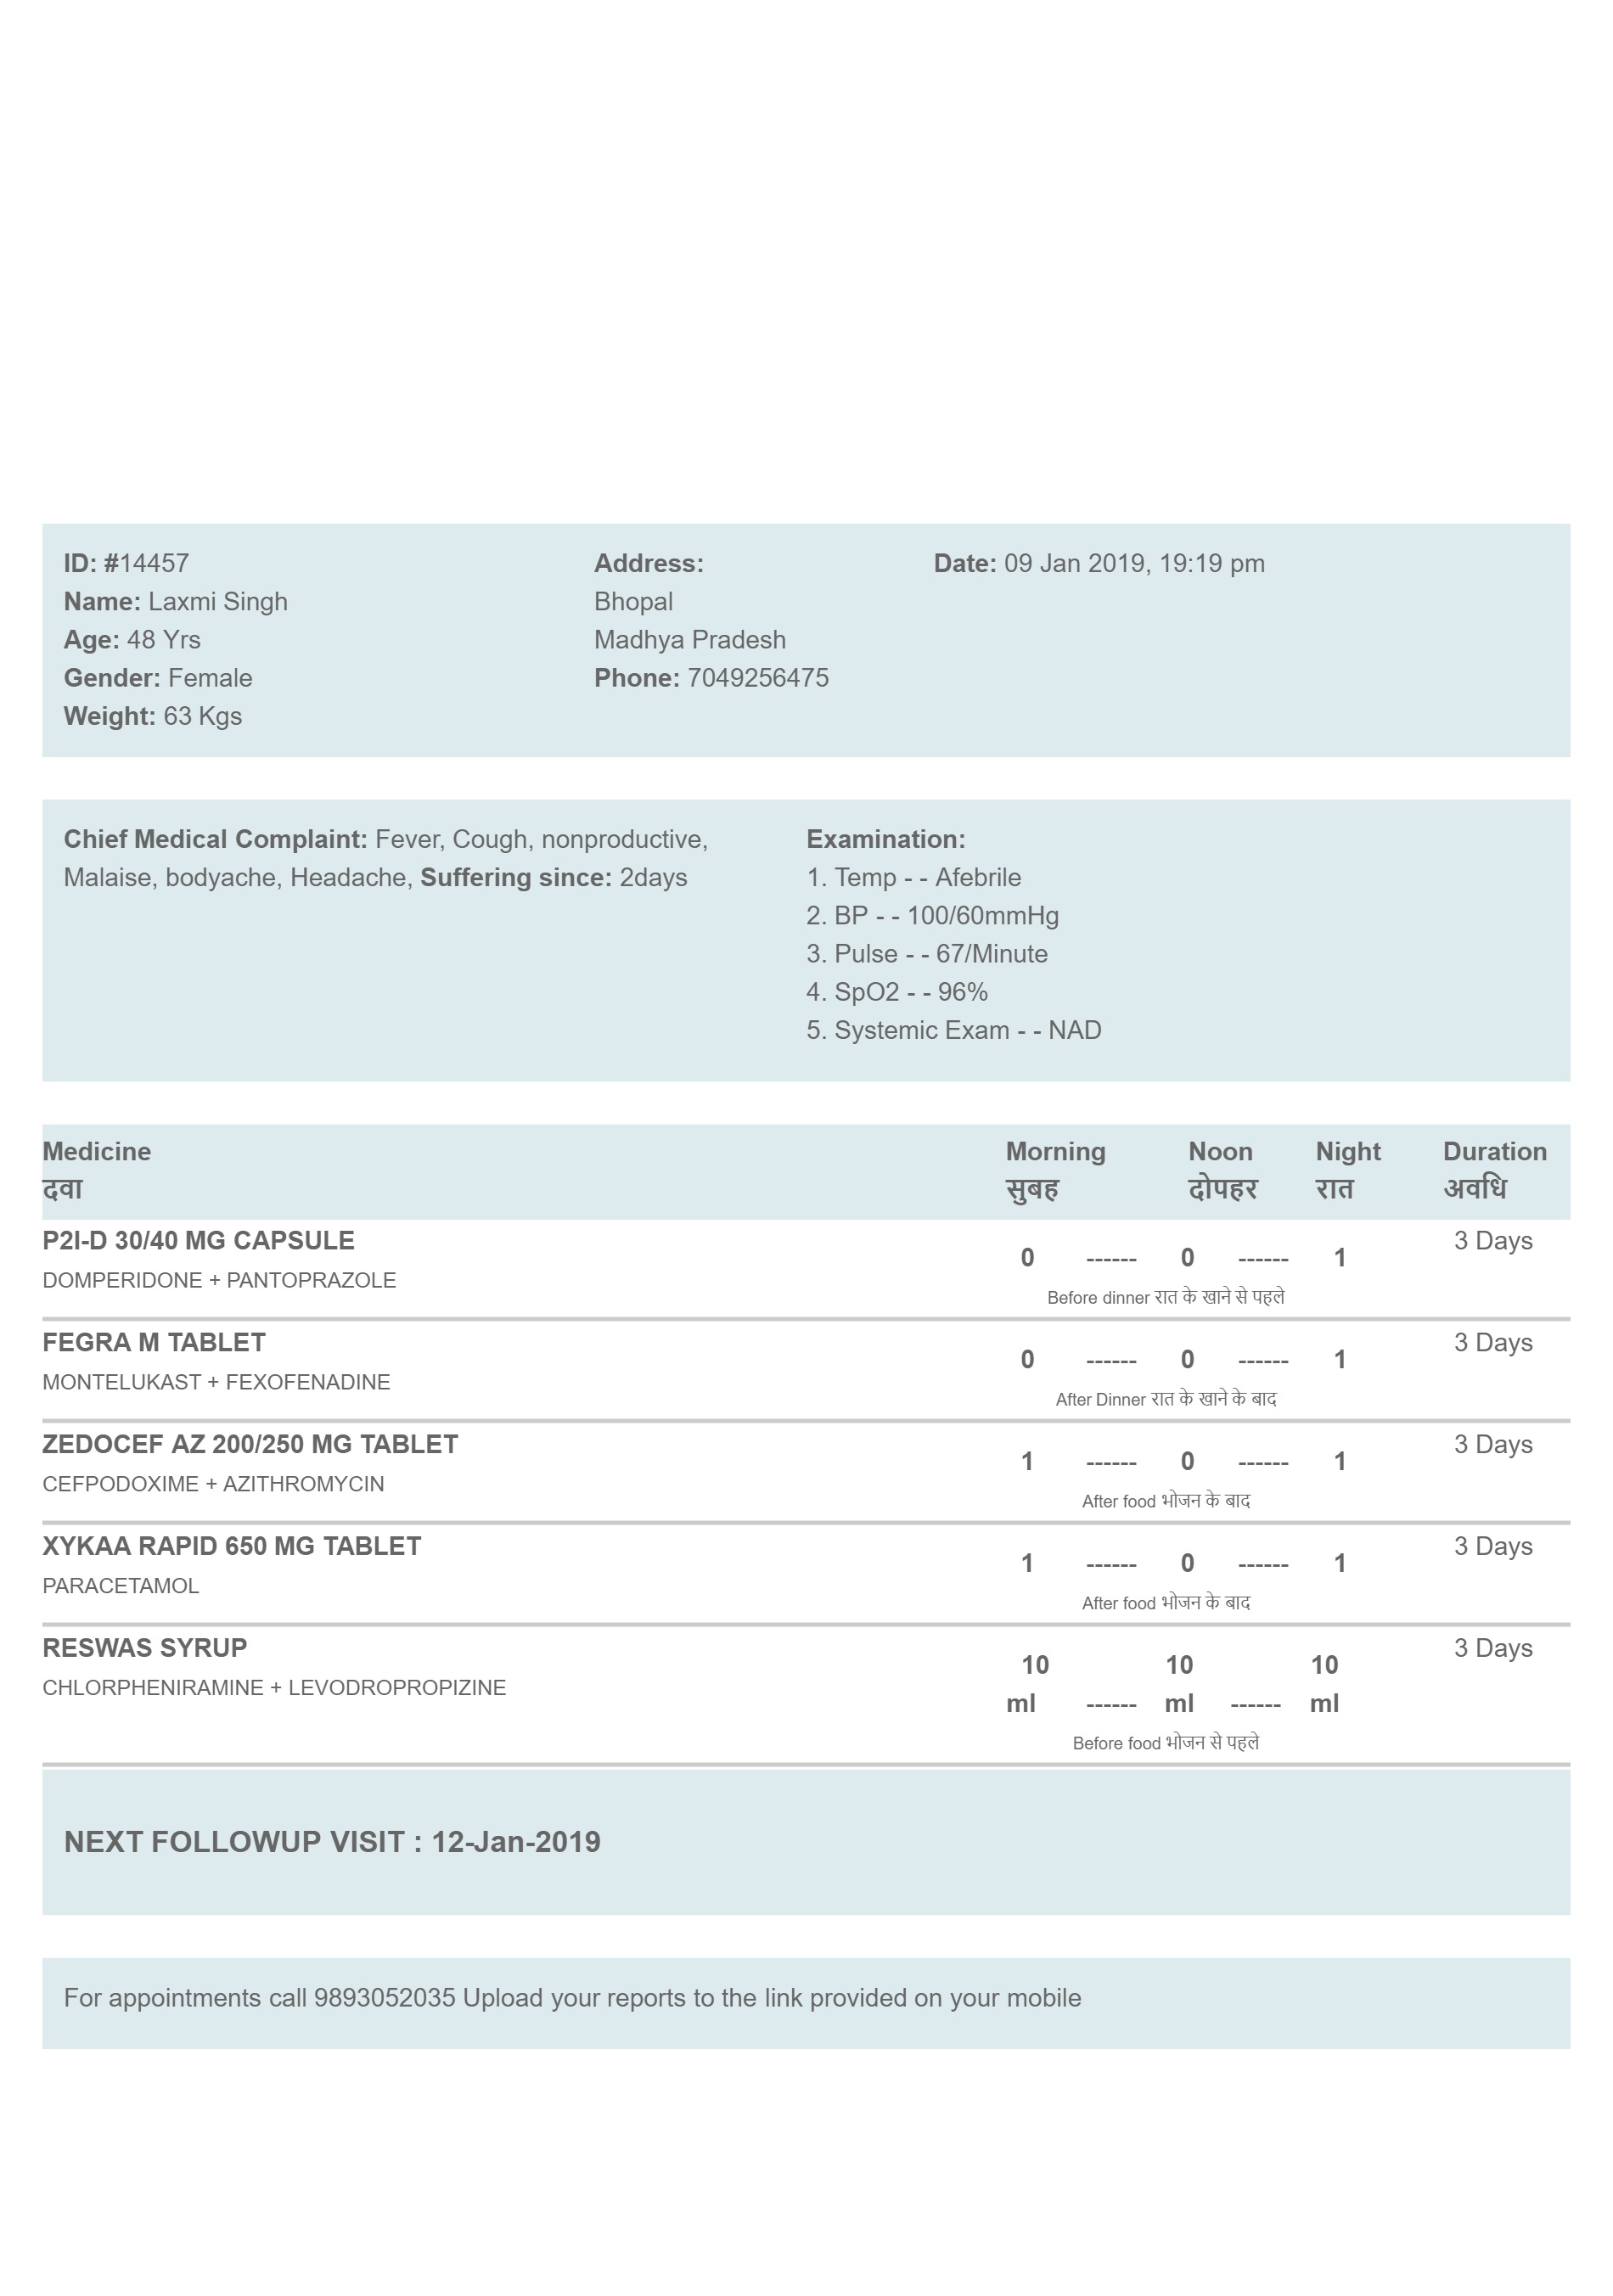 ID: #14457
Name: Laxmi Singh
Age: 48 Yrs
Gender: Female
Weight: 63 Kgs
Address:
Bhopal
Madhya Pradesh
Phone: 7049256475
Date: 09 Jan 2019, 19:19 pm
Chief Medical Complaint: Fever, Cough, nonproductive,
Malaise, bodyache, Headache, Suffering since: 2days
Examination:
1. Temp - - Afebrile
2. BP - - 100/60mmHg
3. Pulse - - 67/Minute
4. SpO2 - - 96%
5. Systemic Exam - - NAD
Medicine Morning Noon Night Duration
दवा सुबह दोपहर रात अवधि
P2I-D 30/40 MG CAPSULE 3 Days
0 ------ 0 ------ 1
DOMPERIDONE + PANTOPRAZOLE
Before dinner रात के खाने से पहले
FEGRA M TABLET 3 Days
0 ------ 0 ------ 1
MONTELUKAST + FEXOFENADINE
After Dinner रात के खाने के बाद
ZEDOCEF AZ 200/250 MG TABLET 3 Days
1 ------ 0 ------ 1
CEFPODOXIME + AZITHROMYCIN
After food भोजन के बाद
XYKAA RAPID 650 MG TABLET 3 Days
1 ------ 0 ------ 1
PARACETAMOL
After food भोजन के बाद
RESWAS SYRUP 3 Days
10 10 10
CHLORPHENIRAMINE + LEVODROPROPIZINE
ml ------ ml ------ ml
Before food भोजन से पहले
NEXT FOLLOWUP VISIT : 12-Jan-2019
For appointments call 9893052035 Upload your reports to the link provided on your mobile